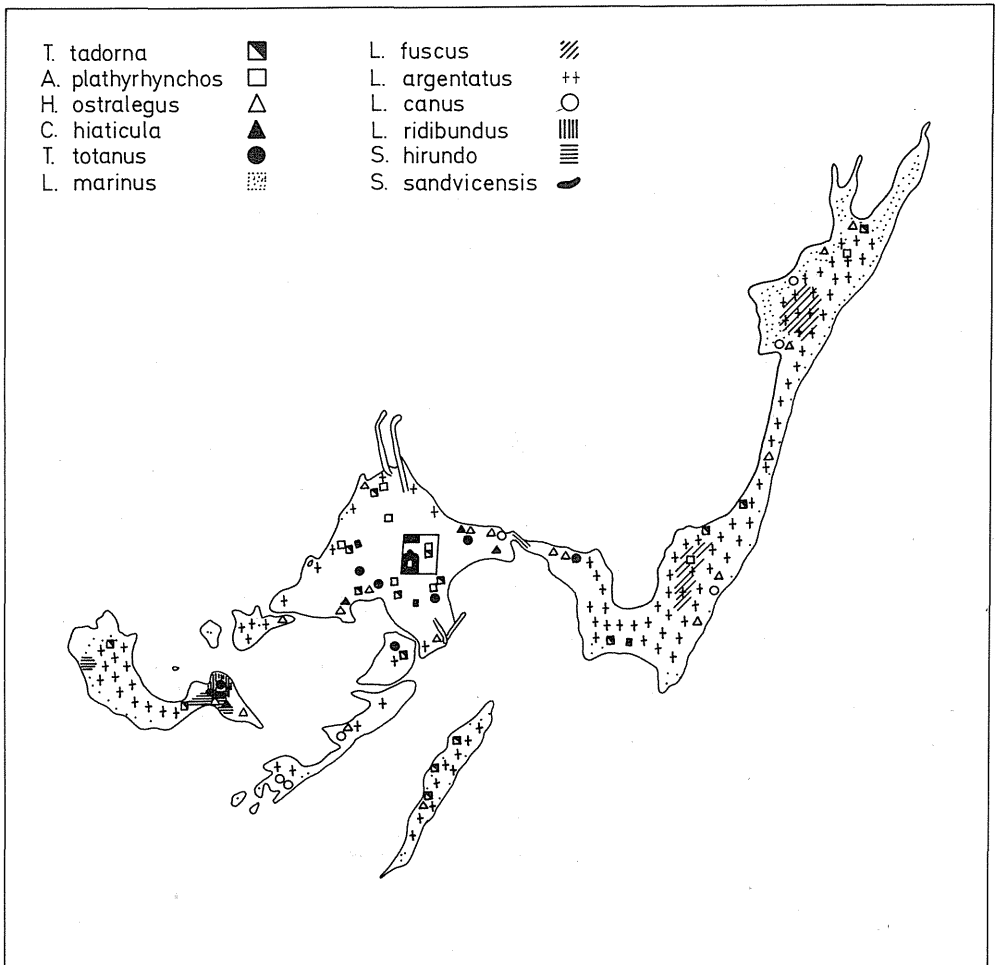 T. tadorna
A. plathyrhynchos
H. ostralegus
C. hiaticula
T. totanus
L. marinus
L. fuscus
L. argentatus
L. canus
L. ridibundus
S. hirundo
S. sandvicensis